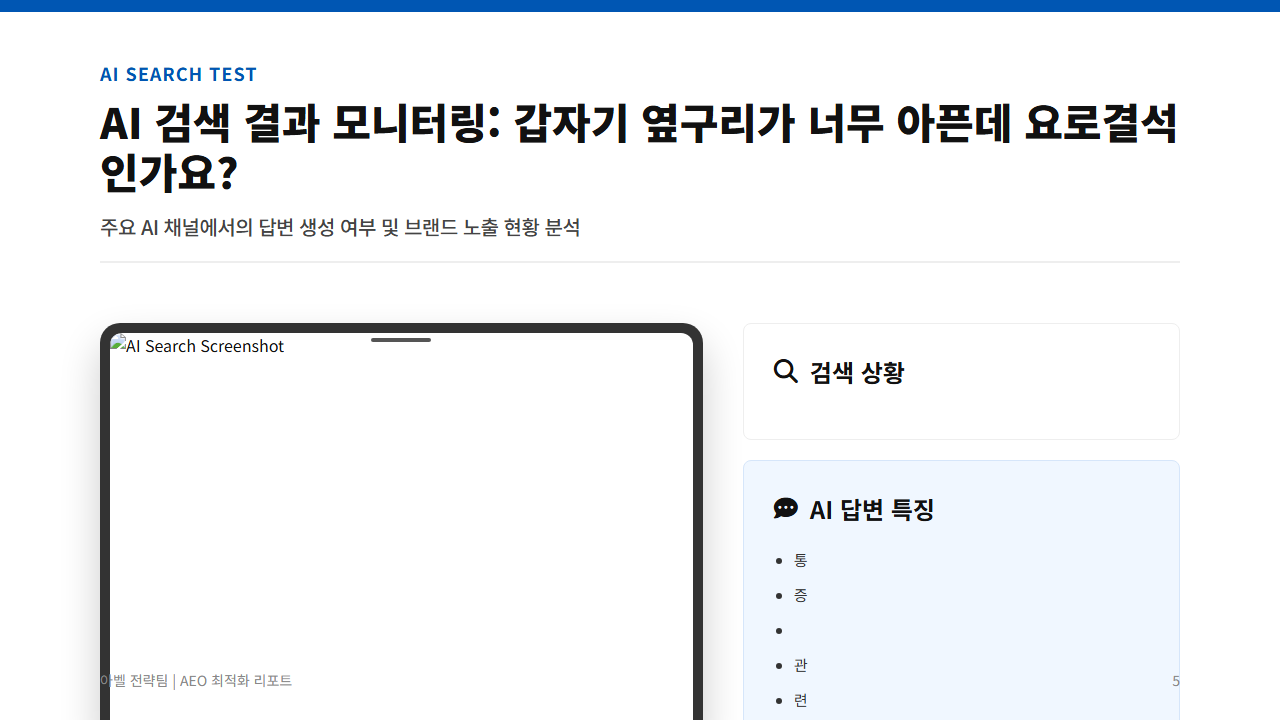 AI SEARCH TEST
AI 검색 결과 모니터링: 갑자기 옆구리가 너무 아픈데 요로결석
인가요?
주요 AI 채널에서의 답변 생성 여부 및 브랜드 노출 현황 분석
AI Search Screenshot
검색 상황
AI 답변 특징
통
증
관
련
아벨 전략팀 | AEO 최적화 리포트
5